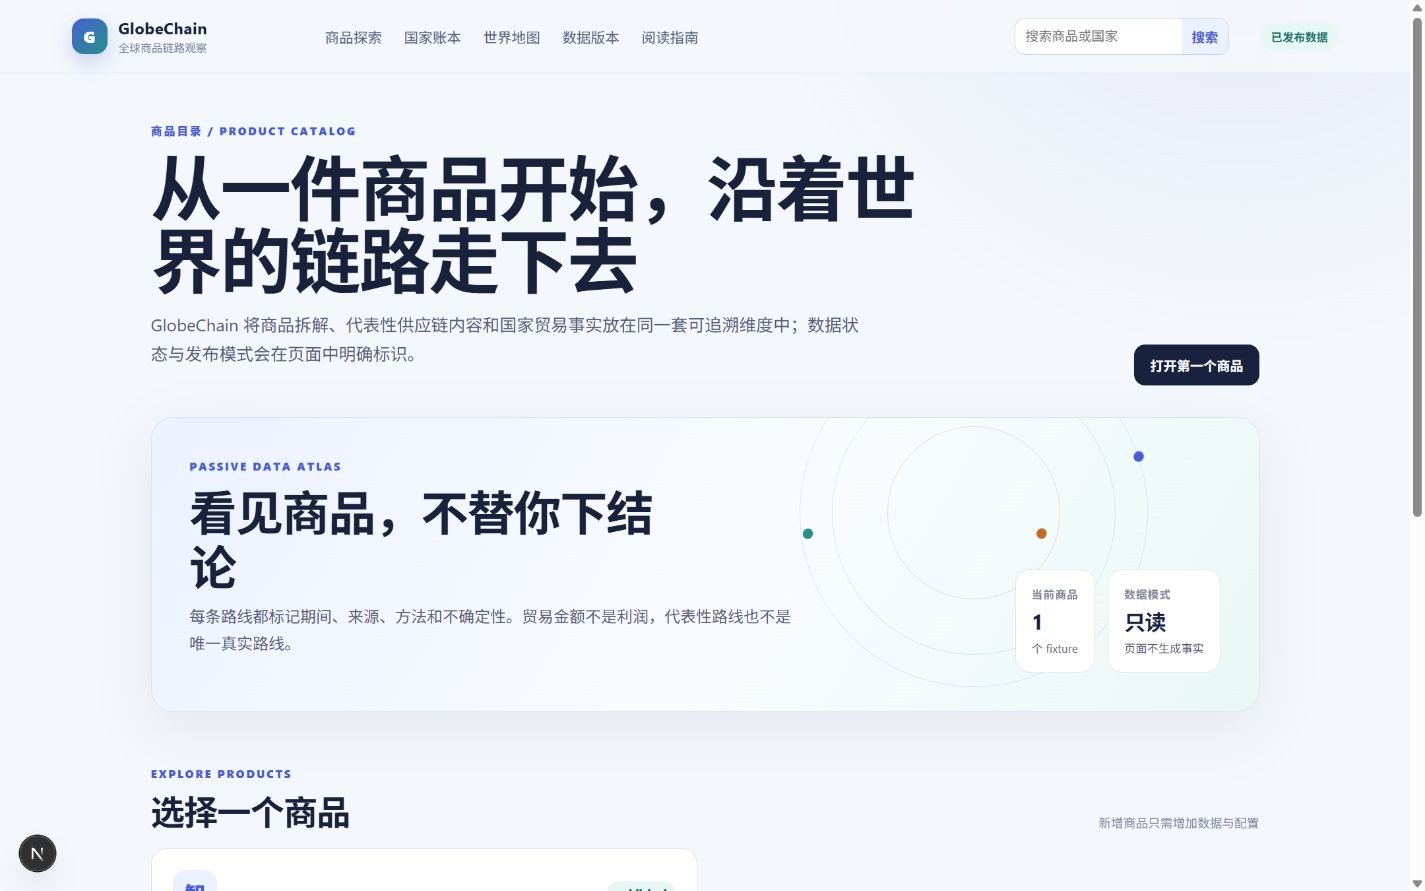 G
GlobeChain
全球商品链路观察
商品探索
国家账本
世界地图
数据版本
阅读指南
搜索商品或国家
搜索
已发布数据
商品目录 / PRODUCT CATALOG
从一件商品开始，沿着世
界的链路走下去
GlobeChain 将商品拆解、代表性供应链内容和国家贸易事实放在同一套可追溯维度中；数据状
态与发布模式会在页面中明确标识。
打开第一个商品
PASSIVE DATA ATLAS
看见商品，不替你下结
论
每条路线都标记期间、来源、方法和不确定性。贸易金额不是利润，代表性路线也不是
唯一真实路线。
当前商品
1
个 fixture
数据模式
只读
页面不生成事实
EXPLORE PRODUCTS
选择一个商品
新增商品只需增加数据与配置
N